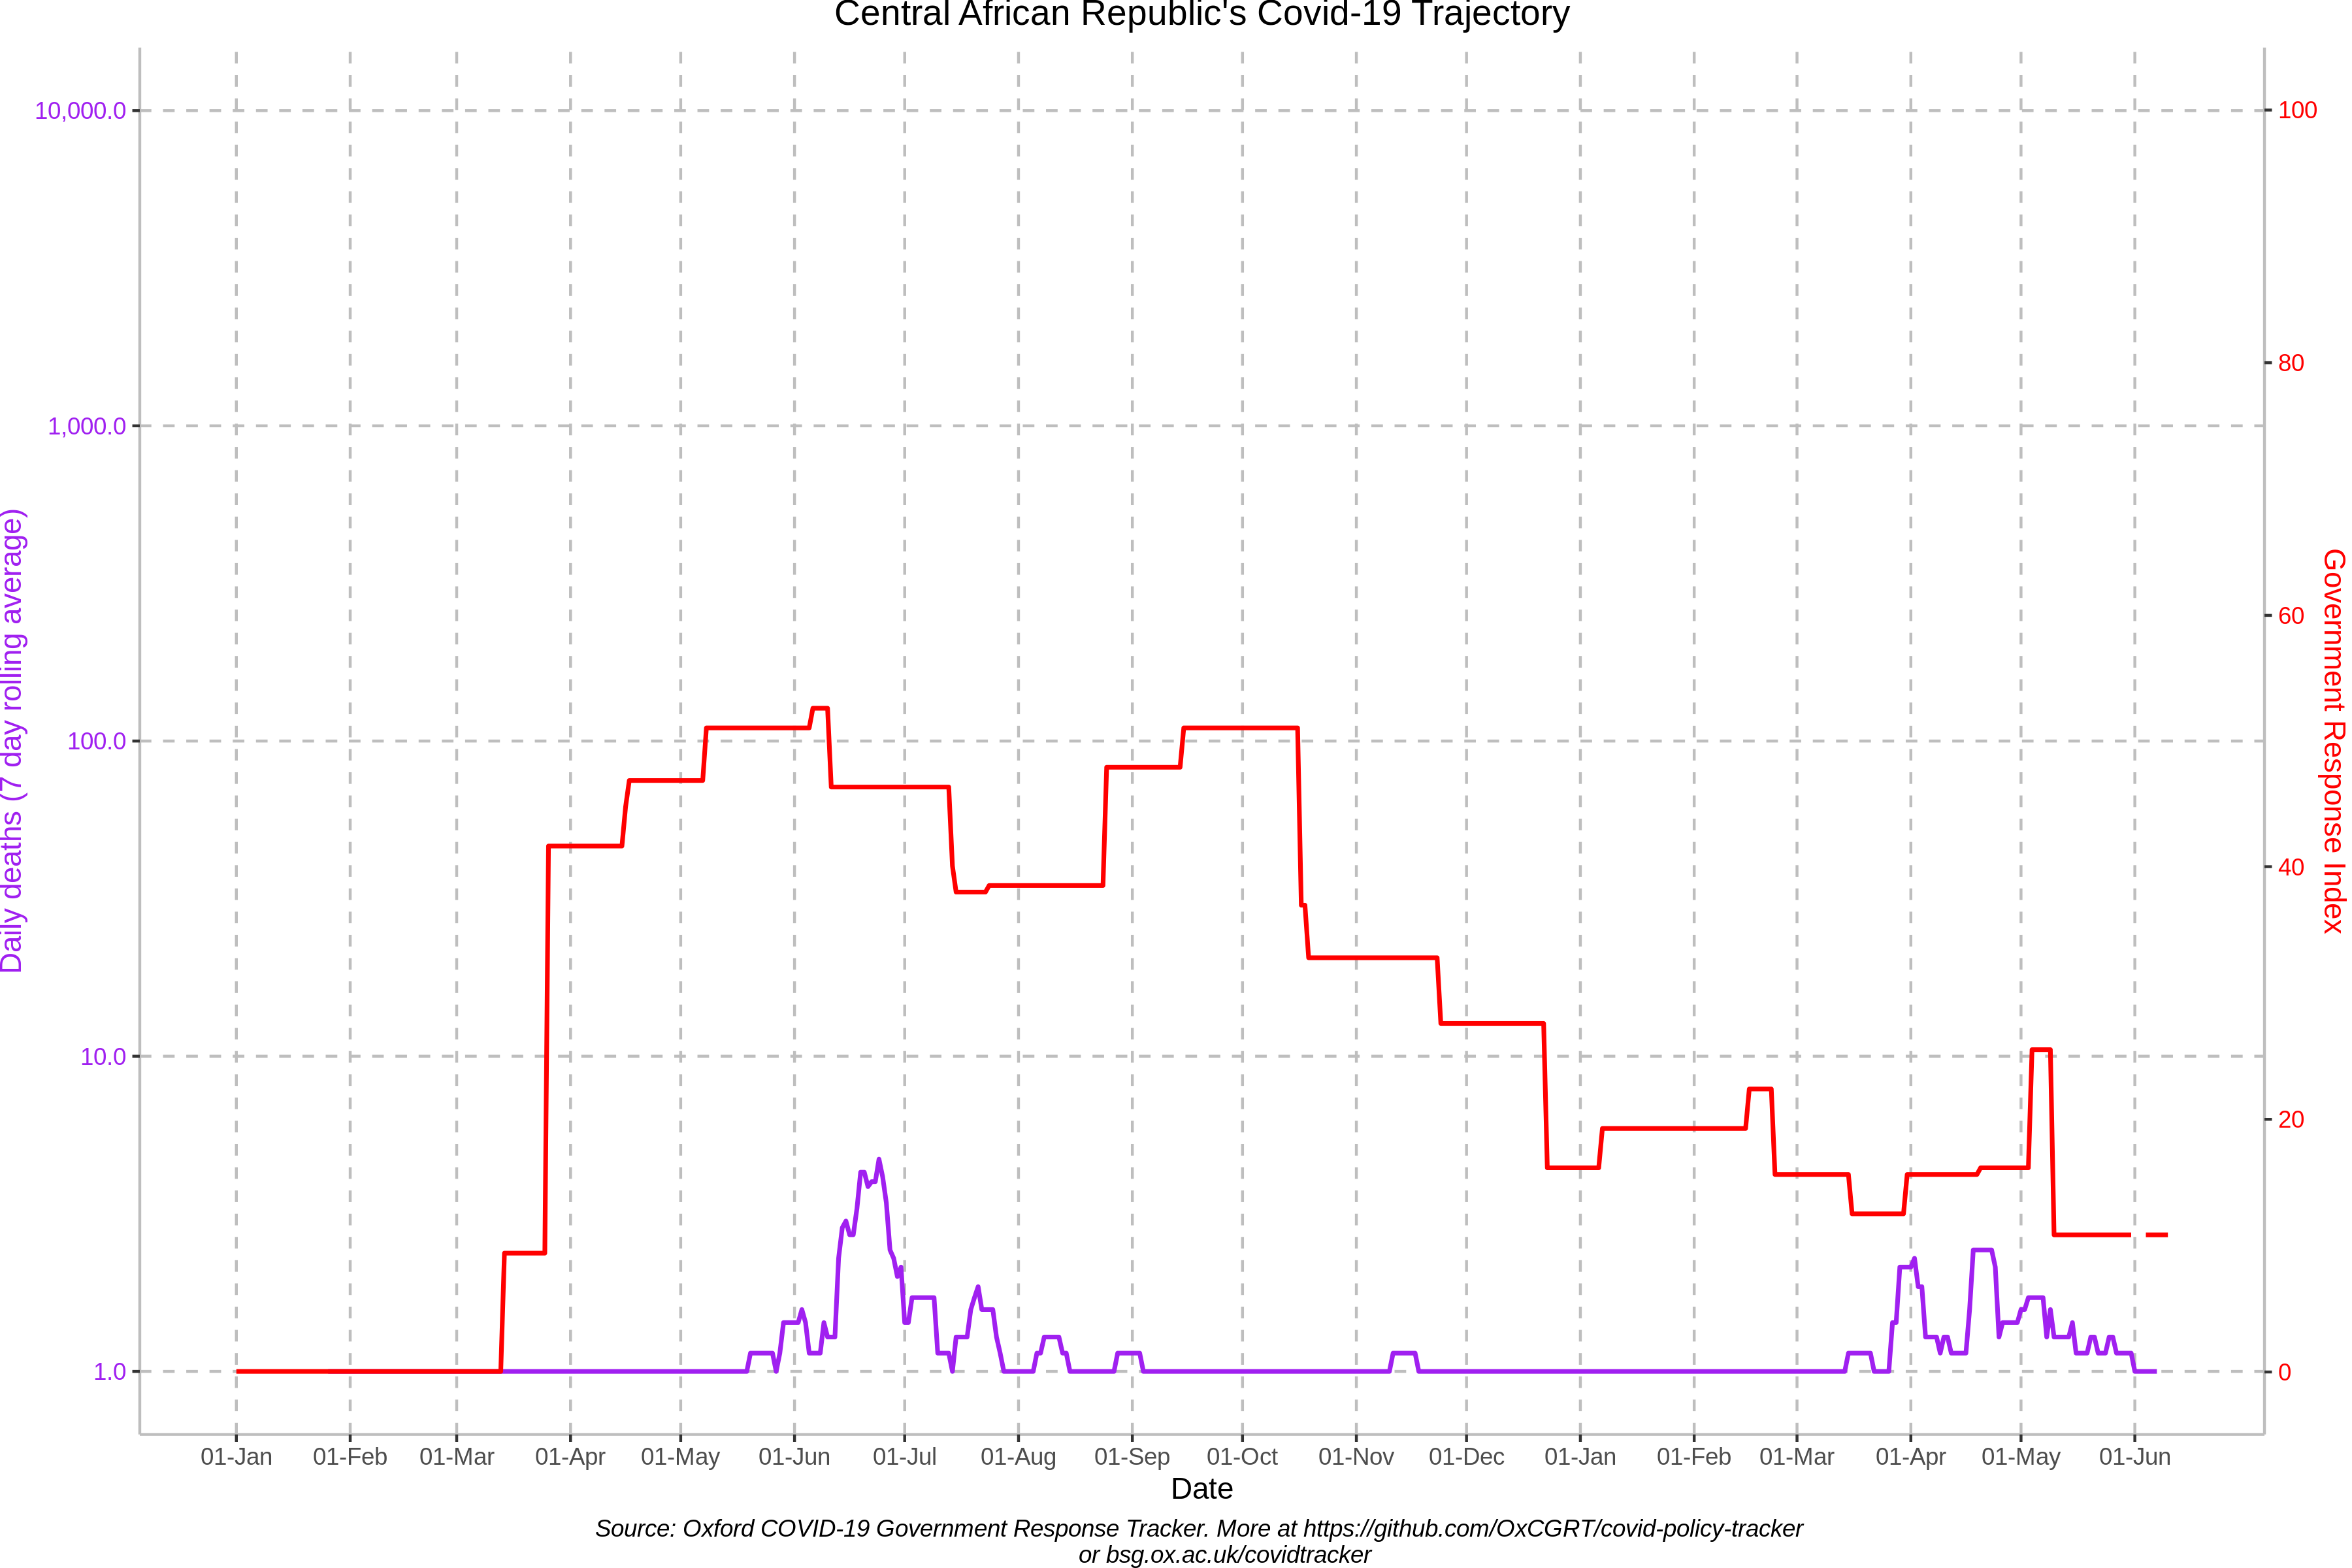 Central African Republic's Covid-19 Trajectory
10,000.0
1,000.0
100.0
10.0
1.0
Daily deaths (7 day rolling average)
100
80
60
40
20
0
Government Response Index
01-Jan 01-Feb 01-Mar 01-Apr 01-May 01-Jun 01-Jul 01-Aug 01-Sep 01-Oct 01-Nov 01-Dec 01-Jan 01-Feb 01-Mar 01-Apr 01-May 01-Jun
Date
Source: Oxford COVID-19 Government Response Tracker. More at https://github.com/OxCGRT/covid-policy-tracker
or bsg.ox.ac.uk/covidtracker